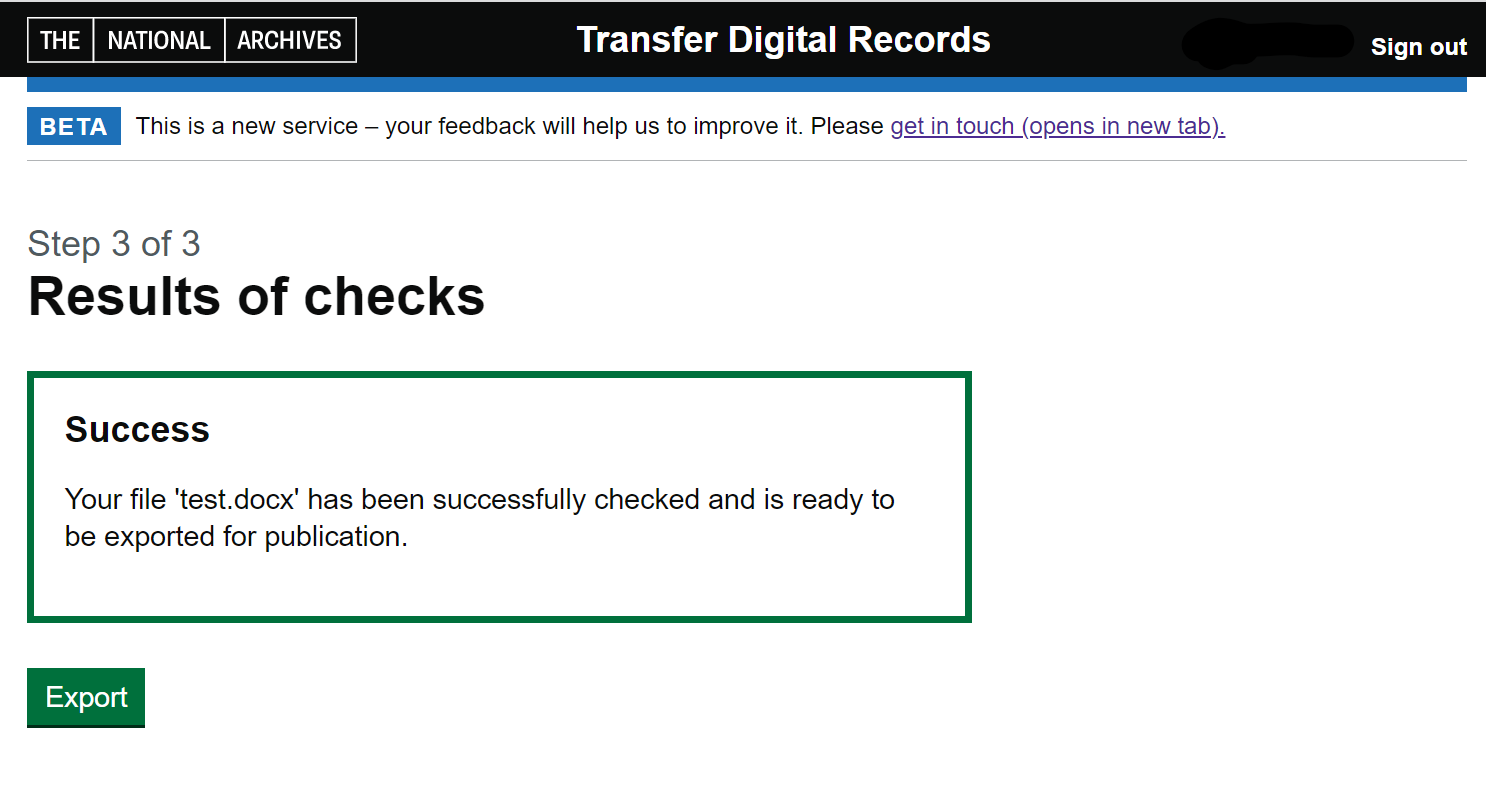 THE NATIONAL ARCHIVES
Transfer Digital Records
Sign out
BETA
This is a new service – your feedback will help us to improve it. Please get in touch (opens in new tab).
Step 3 of 3
Results of checks
Success
Your file 'test.docx' has been successfully checked and is ready to
be exported for publication.
Export